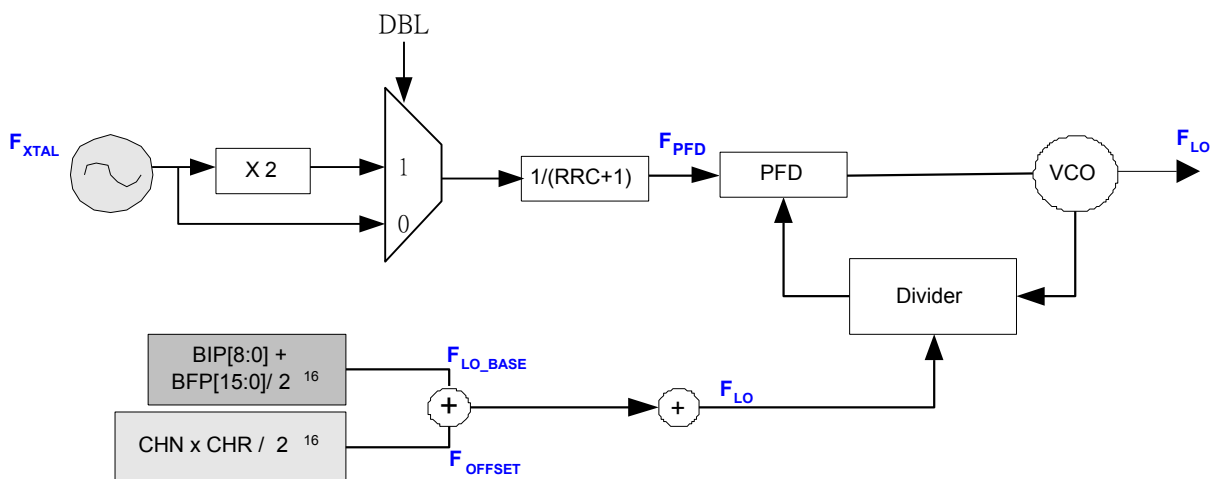 DBL
F_XTAL
X 2
1
0
1/(RRC+1)
F_PFD
PFD
VCO
F_LO
Divider
BIP[8:0] +
BFP[15:0]/ 2 16
F_LO_BASE
+
+
F_LO
CHN x CHR / 2 16
F_OFFSET